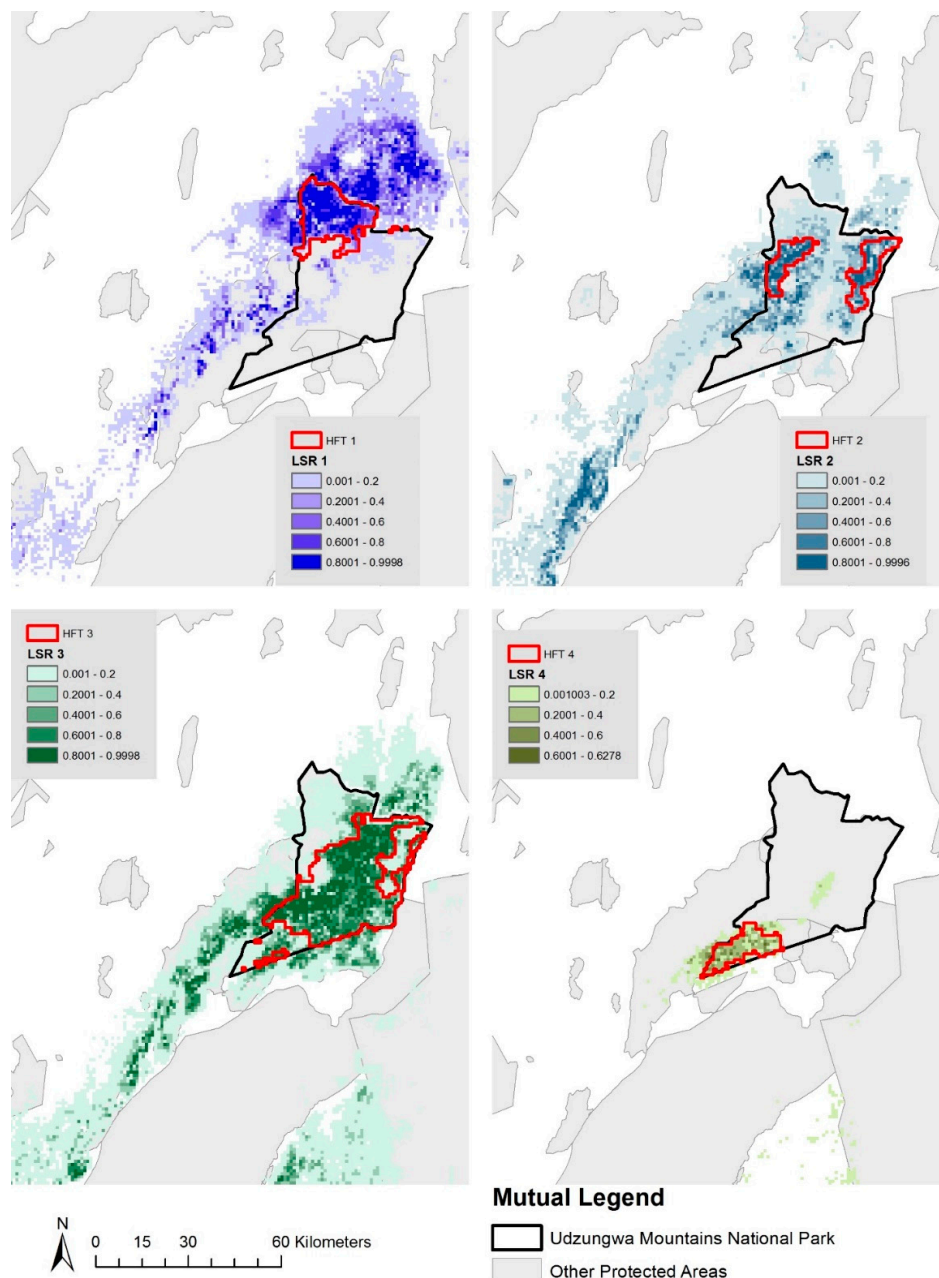 HFT 1
LSR 1
0.001 - 0.2
0.2001 - 0.4
0.4001 - 0.6
0.6001 - 0.8
0.8001 - 0.9998
HFT 2
LSR 2
0.001 - 0.2
0.2001 - 0.4
0.4001 - 0.6
0.6001 - 0.8
0.8001 - 0.9996
HFT 3
LSR 3
0.001 - 0.2
0.2001 - 0.4
0.4001 - 0.6
0.6001 - 0.8
0.8001 - 0.9998
HFT 4
LSR 4
0.001003 - 0.2
0.2001 - 0.4
0.4001 - 0.6
0.6001 - 0.6278
N
0 15 30 60 Kilometers
Mutual Legend
Udzungwa Mountains National Park
Other Protected Areas